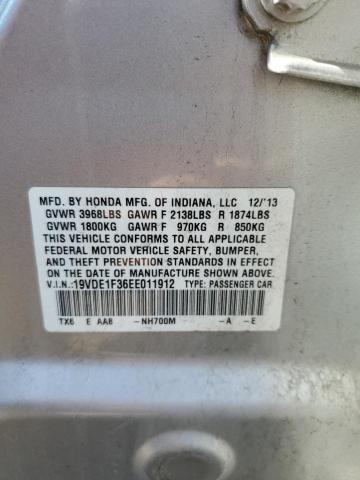 MFD. BY HONDA MFG. OF INDIANA, LLC 12/'13
GVWR 3968LBS GAWR F 2138LBS R 1874LBS
GVWR 1800KG GAWR F 970KG R 850KG
THIS VEHICLE CONFORMS TO ALL APPLICABLE
FEDERAL MOTOR VEHICLE SAFETY, BUMPER,
AND THEFT PREVENTION STANDARDS IN EFFECT
ON THE DATE OF MANUFACTURE SHOWN ABOVE.
V.I.N.:19VDE1F36EE011912 TYPE: PASSENGER CAR
TX6 E AA8 -NH700M -A -E